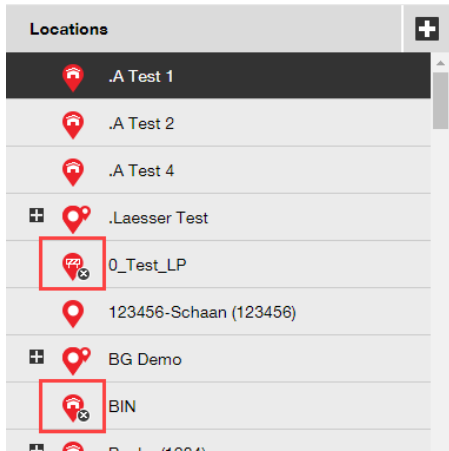 Locations
.A Test 1
.A Test 2
.A Test 4
.Laesser Test
0_Test_LP
123456-Schaan (123456)
BG Demo
BIN